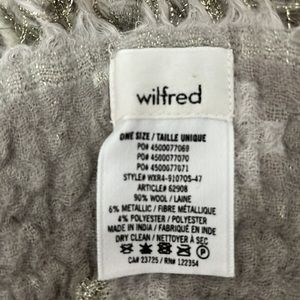 wilfred
ONE SIZE / TAILLE UNIQUE
PO# 4500077069
PO# 4500077070
PO# 4500077071
STYLE# WXR4-9107OS-47
ARTICLE# 62908
90% WOOL / LAINE
6% METALLIC / FIBRE MÉTALLIQUE
4% POLYESTER / POLYESTER
MADE IN INDIA / FABRIQUÉ EN INDE
DRY CLEAN / NETTOYER À SEC
CA# 23725 / RN# 122354